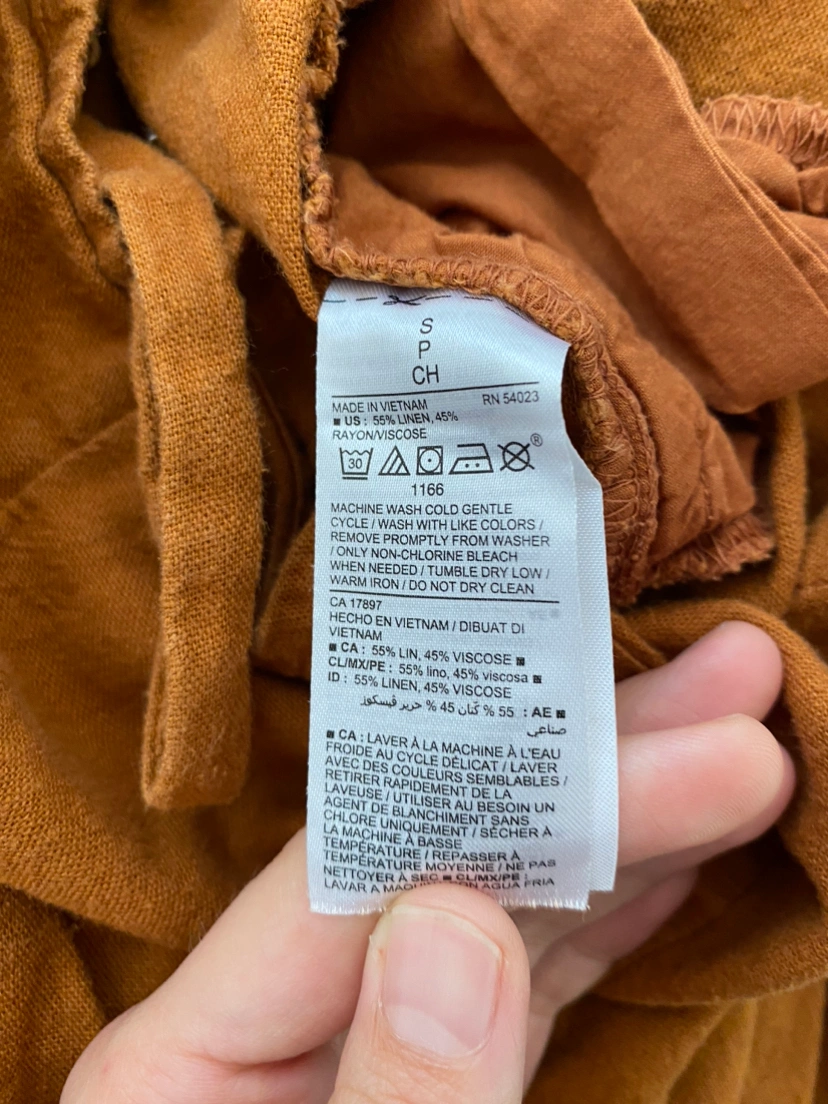 S
P
CH
MADE IN VIETNAM RN 54023
■ US : 55% LINEN, 45%
RAYON/VISCOSE
30 ®
1166
MACHINE WASH COLD GENTLE
CYCLE / WASH WITH LIKE COLORS /
REMOVE PROMPTLY FROM WASHER
/ ONLY NON-CHLORINE BLEACH
WHEN NEEDED / TUMBLE DRY LOW /
WARM IRON / DO NOT DRY CLEAN
CA 17897
HECHO EN VIETNAM / DIBUAT DI
VIETNAM
■ CA : 55% LIN, 45% VISCOSE ■
CL/MX/PE : 55% lino, 45% viscosa ■
ID : 55% LINEN, 45% VISCOSE
■ AE : 55 % كتان 45 % حرير ڤيسكوز
صناعي
■ CA : LAVER À LA MACHINE À L'EAU
FROIDE AU CYCLE DÉLICAT / LAVER
AVEC DES COULEURS SEMBLABLES /
RETIRER RAPIDEMENT DE LA
LAVEUSE / UTILISER AU BESOIN UN
AGENT DE BLANCHIMENT SANS
CHLORE UNIQUEMENT / SÉCHER À
LA MACHINE À BASSE
TEMPÉRATURE / REPASSER À
TEMPÉRATURE MOYENNE / NE PAS
NETTOYER À SEC ■ CL/MX/PE :
LAVAR A CON AGUA FRIA